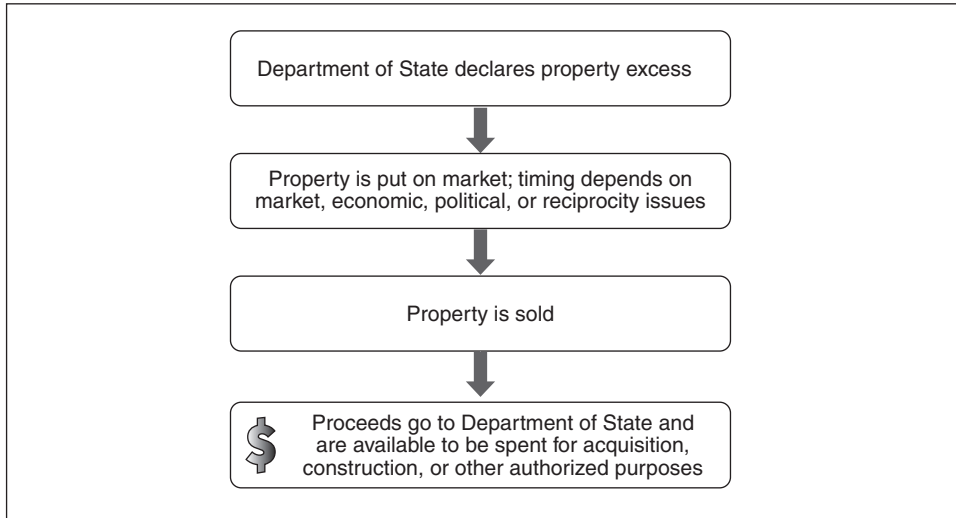 Department of State declares property excess
Property is put on market; timing depends on
market, economic, political, or reciprocity issues
Property is sold
$
Proceeds go to Department of State and
are available to be spent for acquisition,
construction, or other authorized purposes